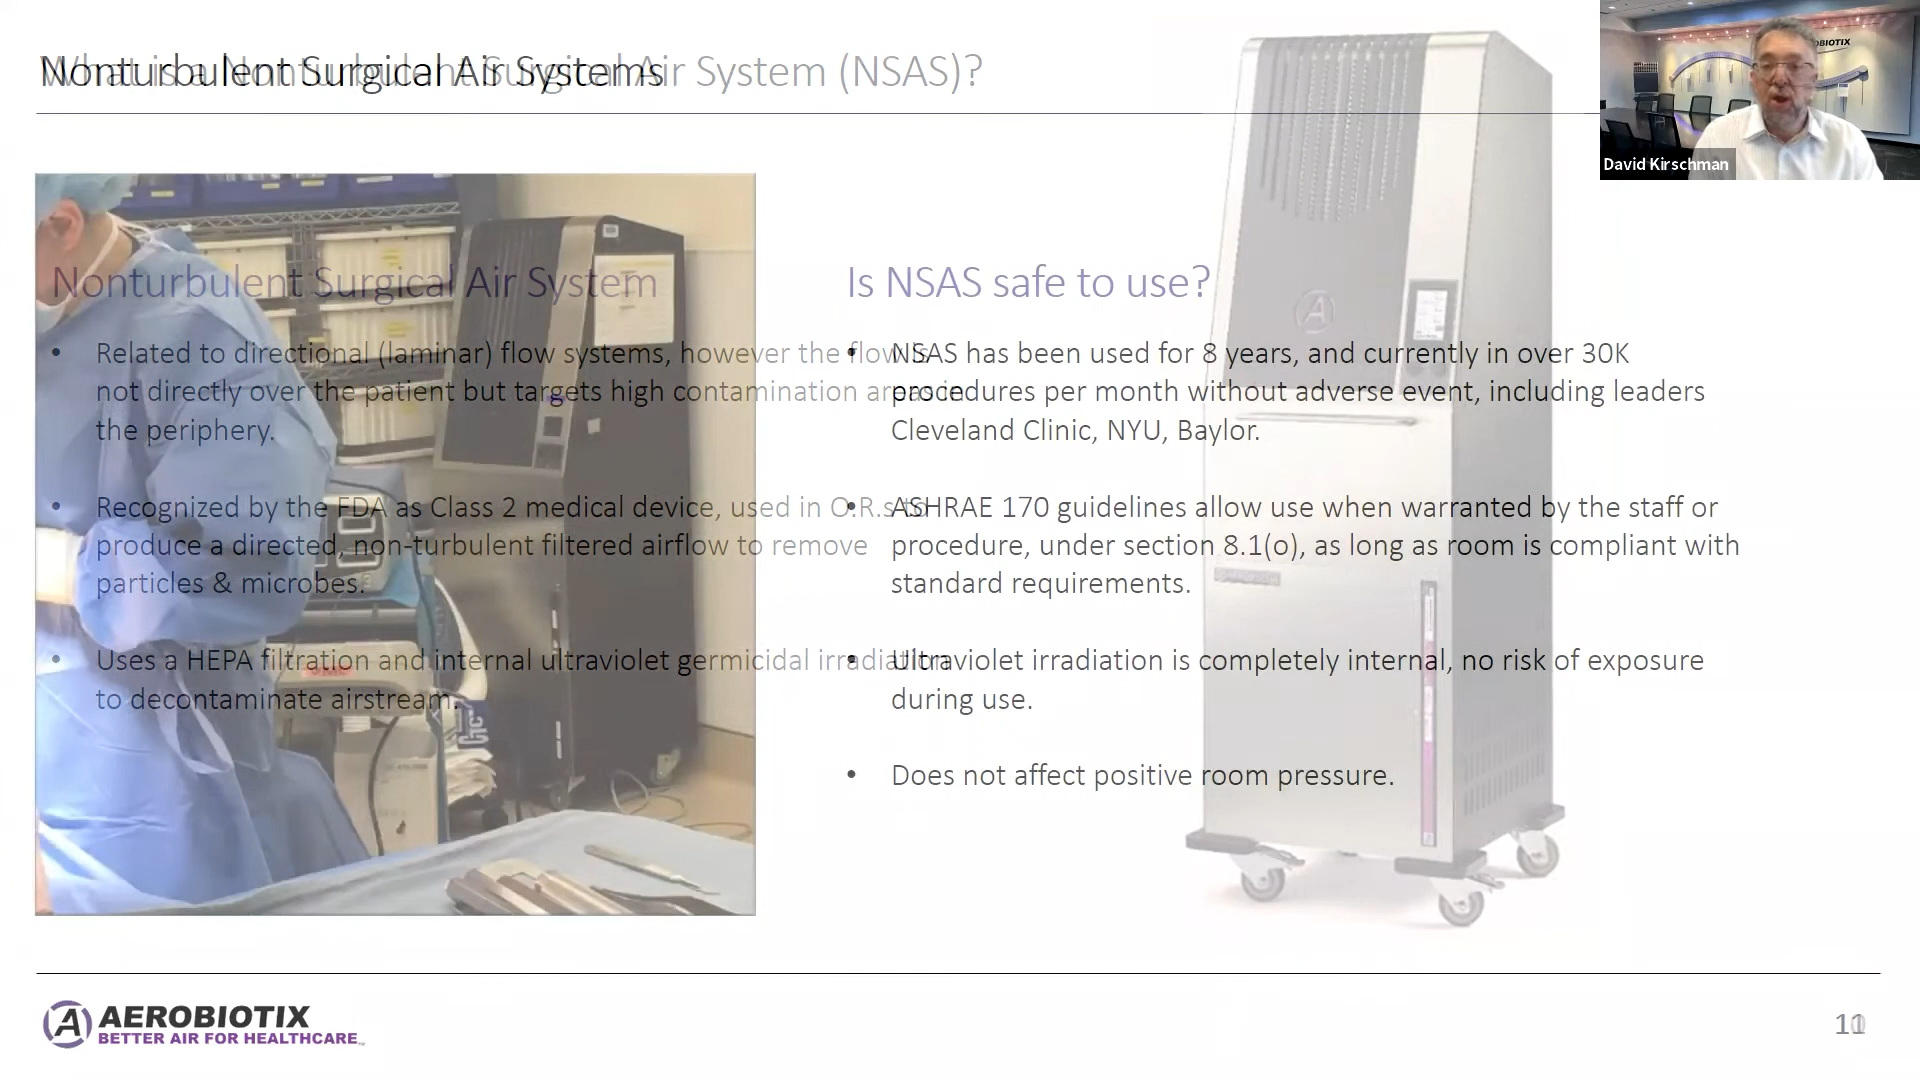 What is a Nonturbulent Surgical Air System (NSAS)?
Nonturbulent Surgical Air Systems
AEROBIOTIX
David Kirschman
Nonturbulent Surgical Air System
• Related to directional (laminar) flow systems, however the flow is
not directly over the patient but targets high contamination areas in
the periphery.
• Recognized by the FDA as Class 2 medical device, used in O.R.s to
produce a directed, non-turbulent filtered airflow to remove
particles & microbes.
• Uses a HEPA filtration and internal ultraviolet germicidal irradiation
to decontaminate airstream.
Is NSAS safe to use?
• NSAS has been used for 8 years, and currently in over 30K
procedures per month without adverse event, including leaders
Cleveland Clinic, NYU, Baylor.
• ASHRAE 170 guidelines allow use when warranted by the staff or
procedure, under section 8.1(o), as long as room is compliant with
standard requirements.
• Ultraviolet irradiation is completely internal, no risk of exposure
during use.
• Does not affect positive room pressure.
A AEROBIOTIX
BETTER AIR FOR HEALTHCARE
11